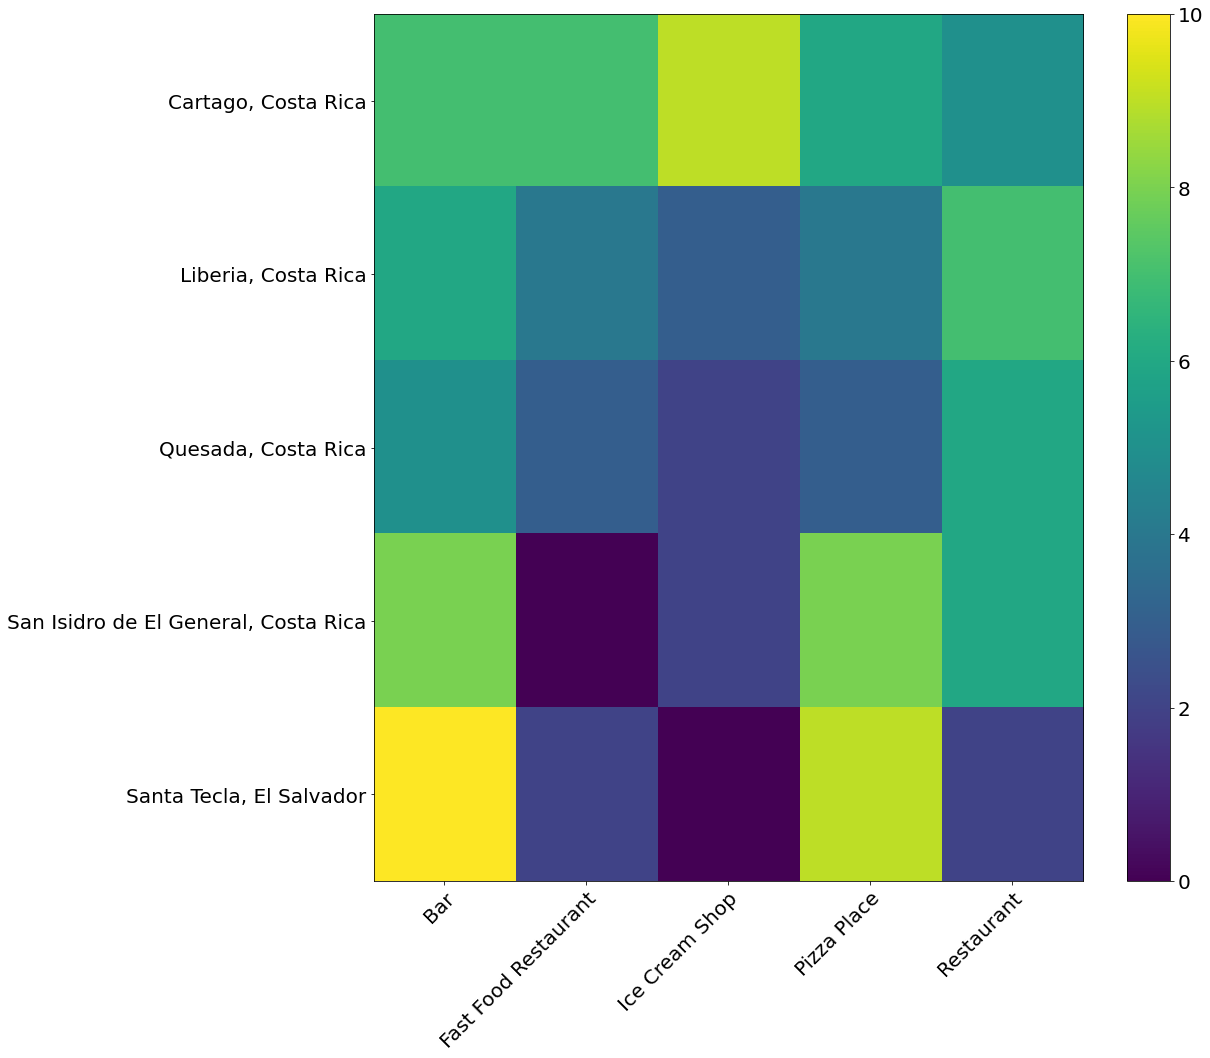 Cartago, Costa Rica
Liberia, Costa Rica
Quesada, Costa Rica
San Isidro de El General, Costa Rica
Santa Tecla, El Salvador
Bar
Fast Food Restaurant
Ice Cream Shop
Pizza Place
Restaurant
10
8
6
4
2
0